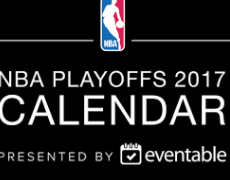 NBA
NBA PLAYOFFS 2017
CALENDAR
PRESENTED BY eventable